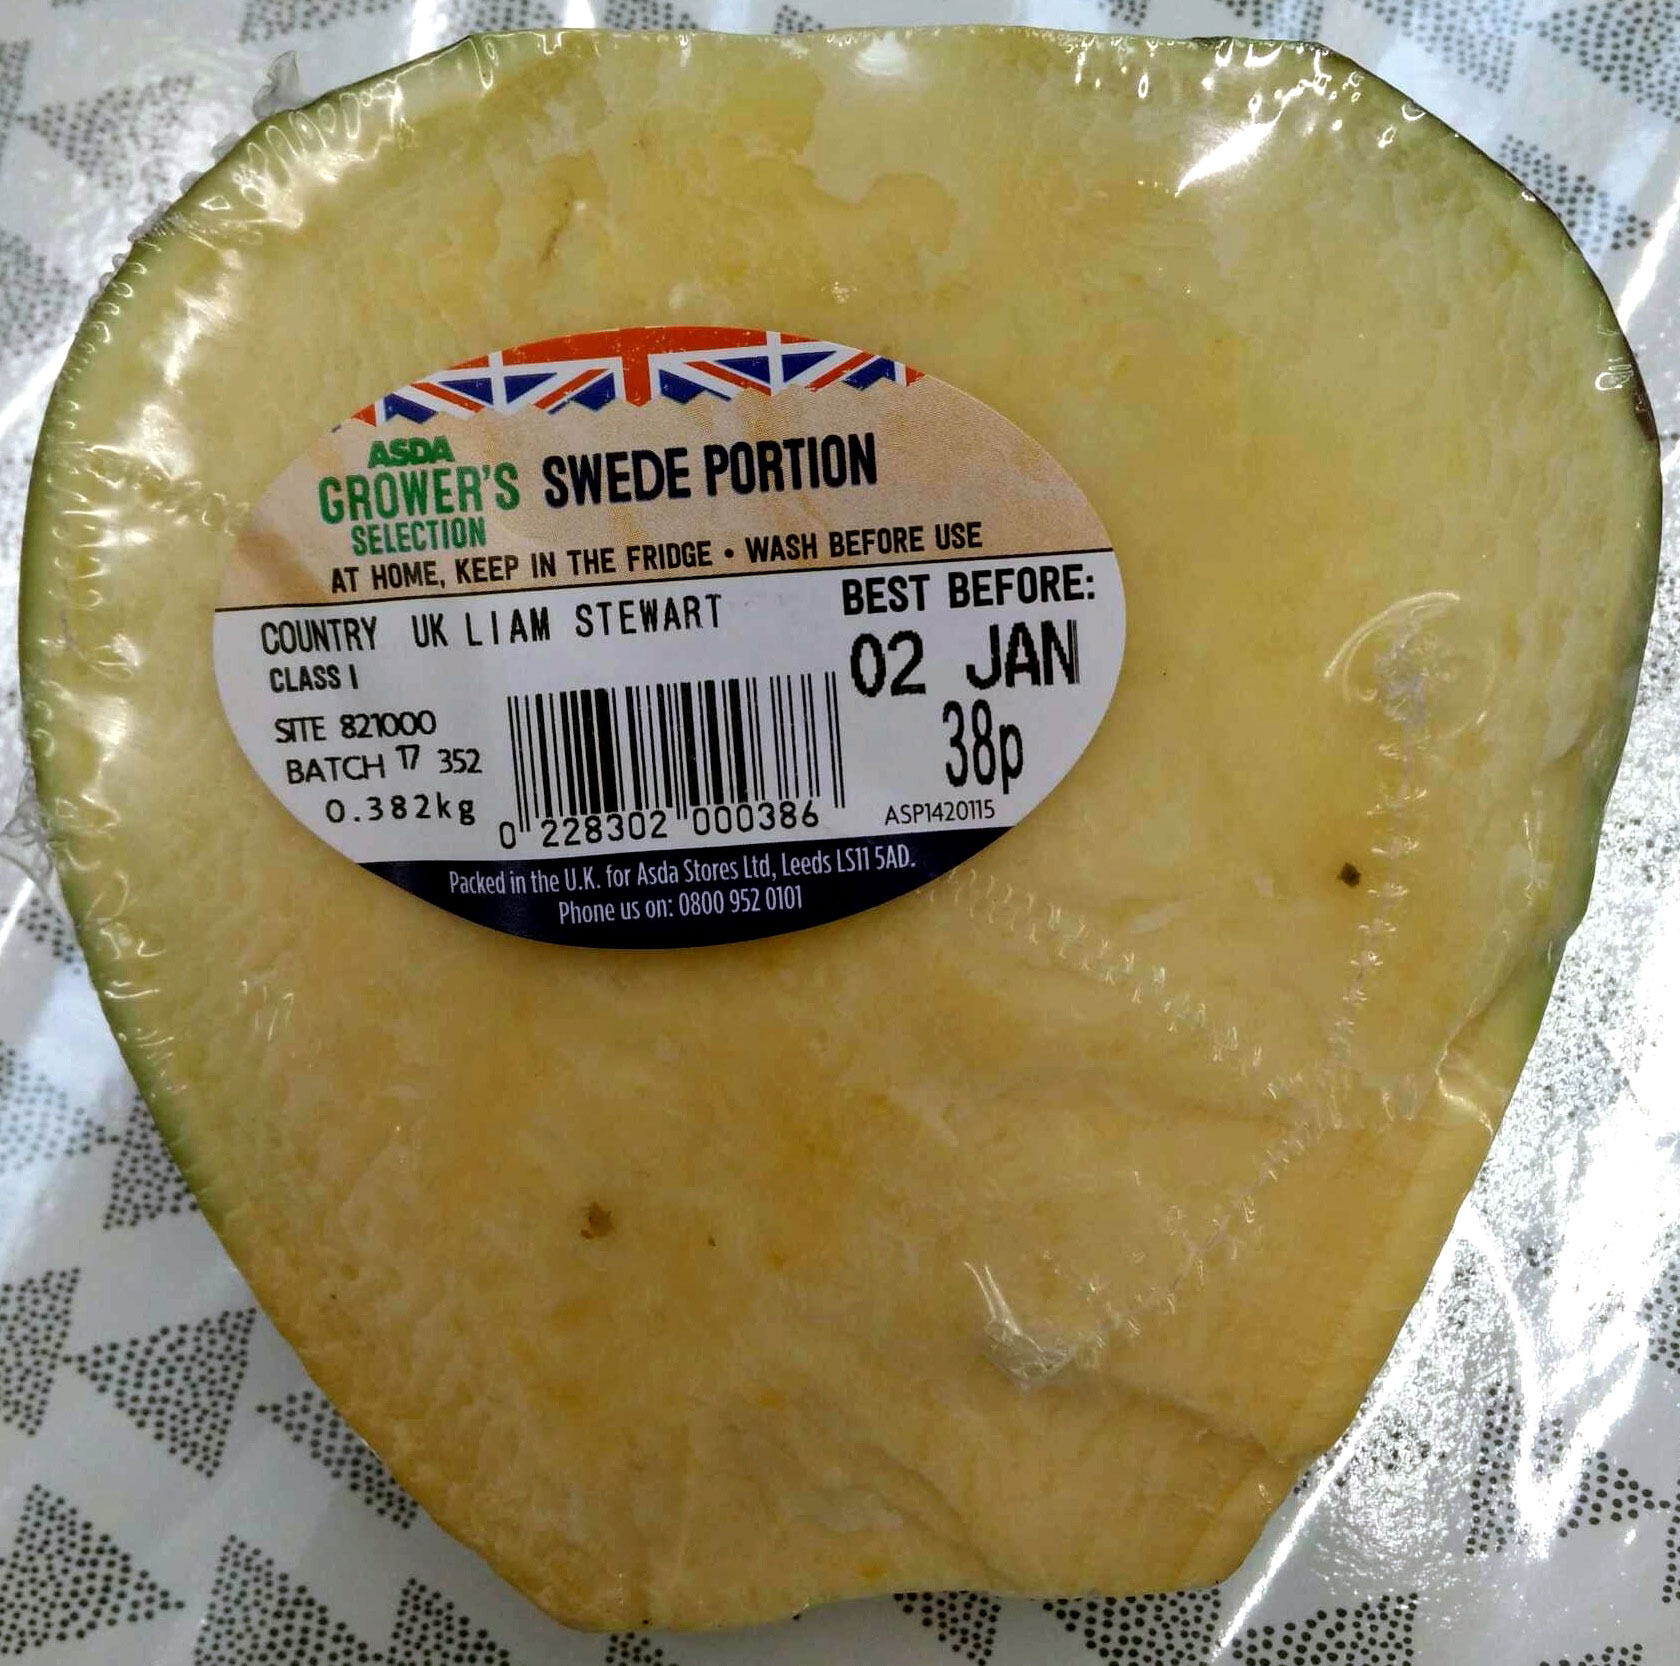 ASDA
GROWER'S
SELECTION
SWEDE PORTION
AT HOME, KEEP IN THE FRIDGE • WASH BEFORE USE
COUNTRY UK LIAM STEWART
CLASS I
BEST BEFORE:
02 JAN
38p
SITE 821000
BATCH 17 352
0.382kg
0 228302 000386
ASP1420115
Packed in the U.K. for Asda Stores Ltd, Leeds LS11 5AD.
Phone us on: 0800 952 0101